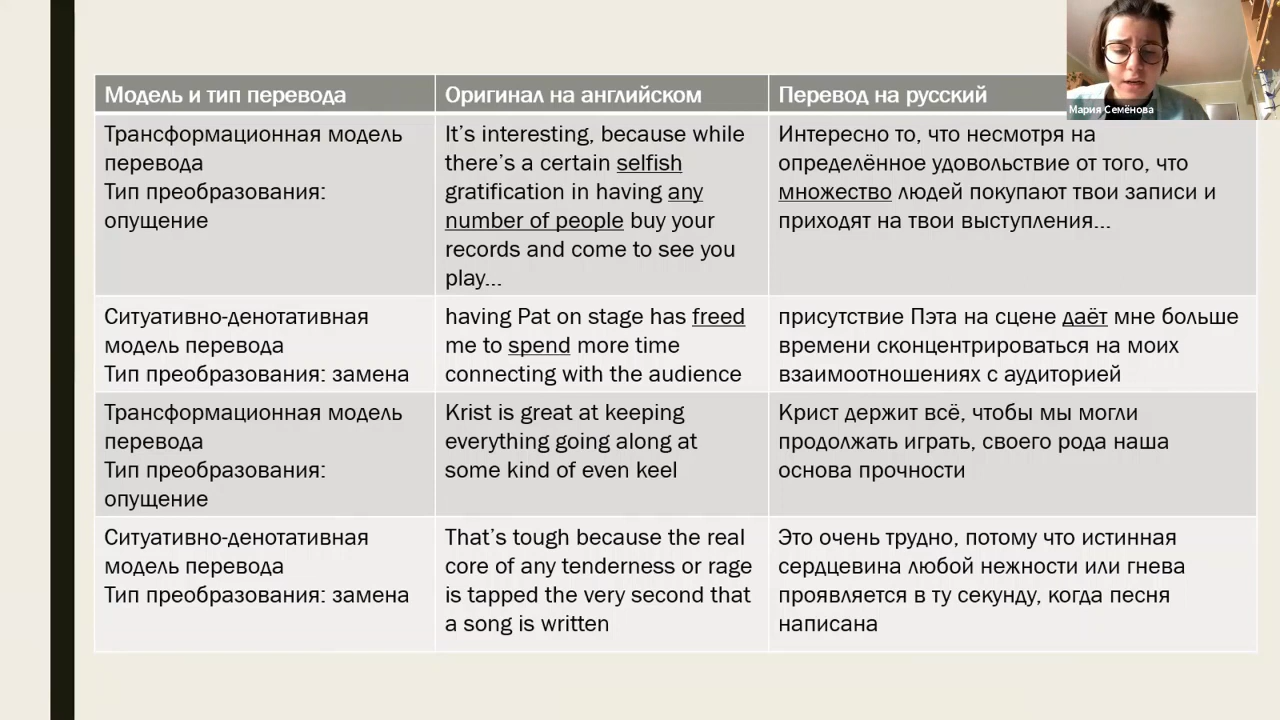 Модель и тип перевода
Оригинал на английском
Перевод на русский
Мария Семёнова
Трансформационная модель
перевода
Тип преобразования:
опущение
It's interesting, because while
there's a certain selfish
gratification in having any
number of people buy your
records and come to see you
play...
Интересно то, что несмотря на
определённое удовольствие от того, что
множество людей покупают твои записи и
приходят на твои выступления...
Ситуативно-денотативная
модель перевода
Тип преобразования: замена
having Pat on stage has freed
me to spend more time
connecting with the audience
присутствие Пэта на сцене даёт мне больше
времени сконцентрироваться на моих
взаимоотношениях с аудиторией
Трансформационная модель
перевода
Тип преобразования:
опущение
Krist is great at keeping
everything going along at
some kind of even keel
Крист держит всё, чтобы мы могли
продолжать играть, своего рода наша
основа прочности
Ситуативно-денотативная
модель перевода
Тип преобразования: замена
That's tough because the real
core of any tenderness or rage
is tapped the very second that
a song is written
Это очень трудно, потому что истинная
сердцевина любой нежности или гнева
проявляется в ту секунду, когда песня
написана